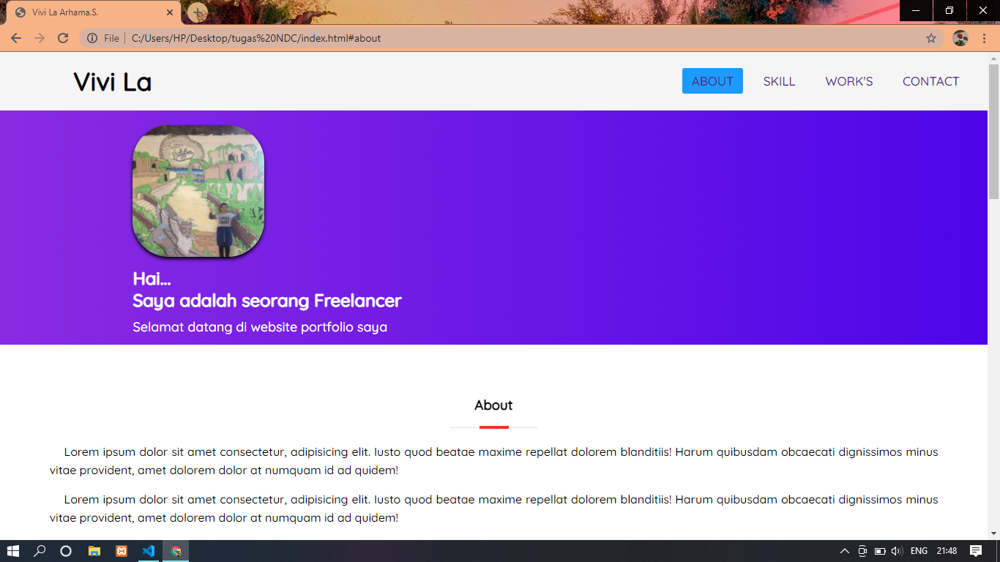 Vivi La Arhama.S.
File
C:/Users/HP/Desktop/tugas%20NDC/index.html#about
Vivi La
ABOUT
SKILL
WORK'S
CONTACT
Hai...
Saya adalah seorang Freelancer
Selamat datang di website portfolio saya
About
Lorem ipsum dolor sit amet consectetur, adipisicing elit. Iusto quod beatae maxime repellat dolorem blanditiis! Harum quibusdam obcaecati dignissimos minus
vitae provident, amet dolorem dolor at numquam id ad quidem!
Lorem ipsum dolor sit amet consectetur, adipisicing elit. Iusto quod beatae maxime repellat dolorem blanditiis! Harum quibusdam obcaecati dignissimos minus
vitae provident, amet dolorem dolor at numquam id ad quidem!
ENG
21:48